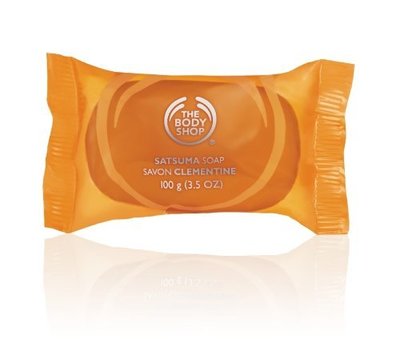 THE
BODY
SHOP
®
SATSUMA SOAP
SAVON CLEMENTINE
100 g (3.5 OZ)